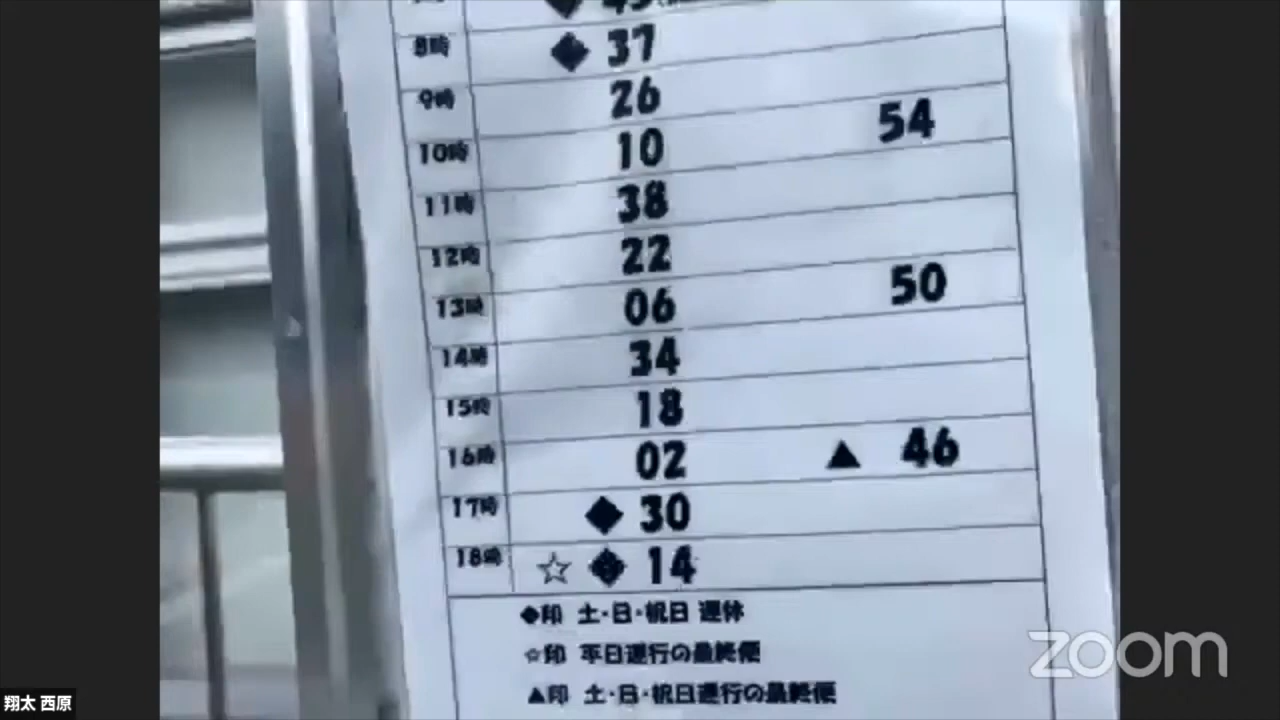 8時 ◆ 37
9時 26
10時 10 54
11時 38
12時 22
13時 06 50
14時 34
15時 18
16時 02 ▲ 46
17時 ◆ 30
18時 ☆ ◆ 14
◆印 土・日・祝日 運休
☆印 平日運行の最終便
▲印 土・日・祝日運行の最終便
zoom
翔太 西原